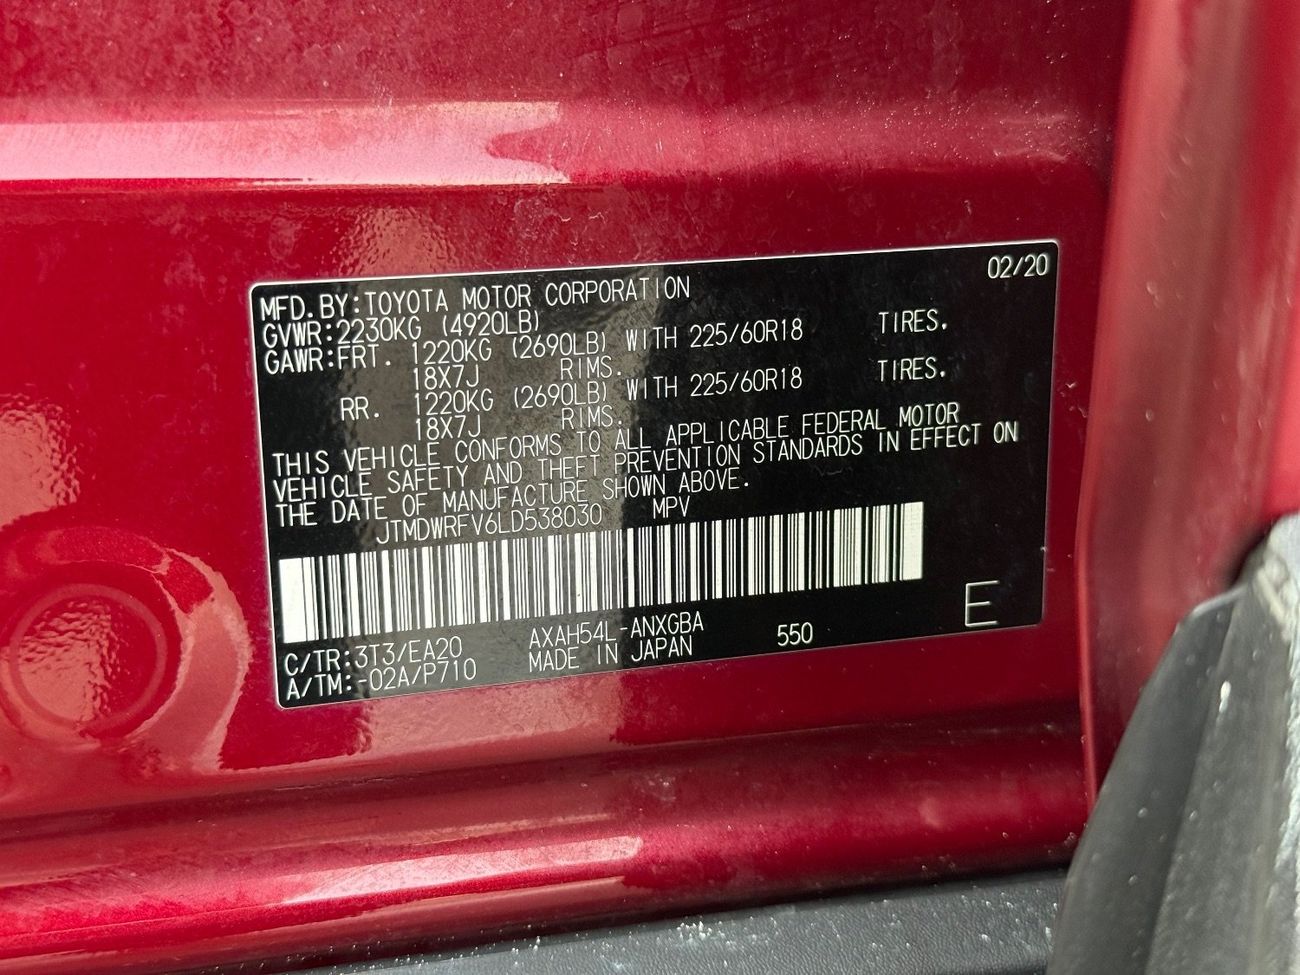 02/20
MFD.BY:TOYOTA MOTOR CORPORATION
GVWR:2230KG (4920LB)
GAWR:FRT. 1220KG (2690LB) WITH 225/60R18 TIRES.
18X7J RIMS.
RR. 1220KG (2690LB) WITH 225/60R18 TIRES.
18X7J RIMS.
THIS VEHICLE CONFORMS TO ALL APPLICABLE FEDERAL MOTOR
VEHICLE SAFETY AND THEFT PREVENTION STANDARDS IN EFFECT ON
THE DATE OF MANUFACTURE SHOWN ABOVE.
JTMDWRFV6LD538030 MPV
C/TR:3T3/EA20 AXAH54L-ANXGBA 550 E
A/TM:-02A/P710 MADE IN JAPAN